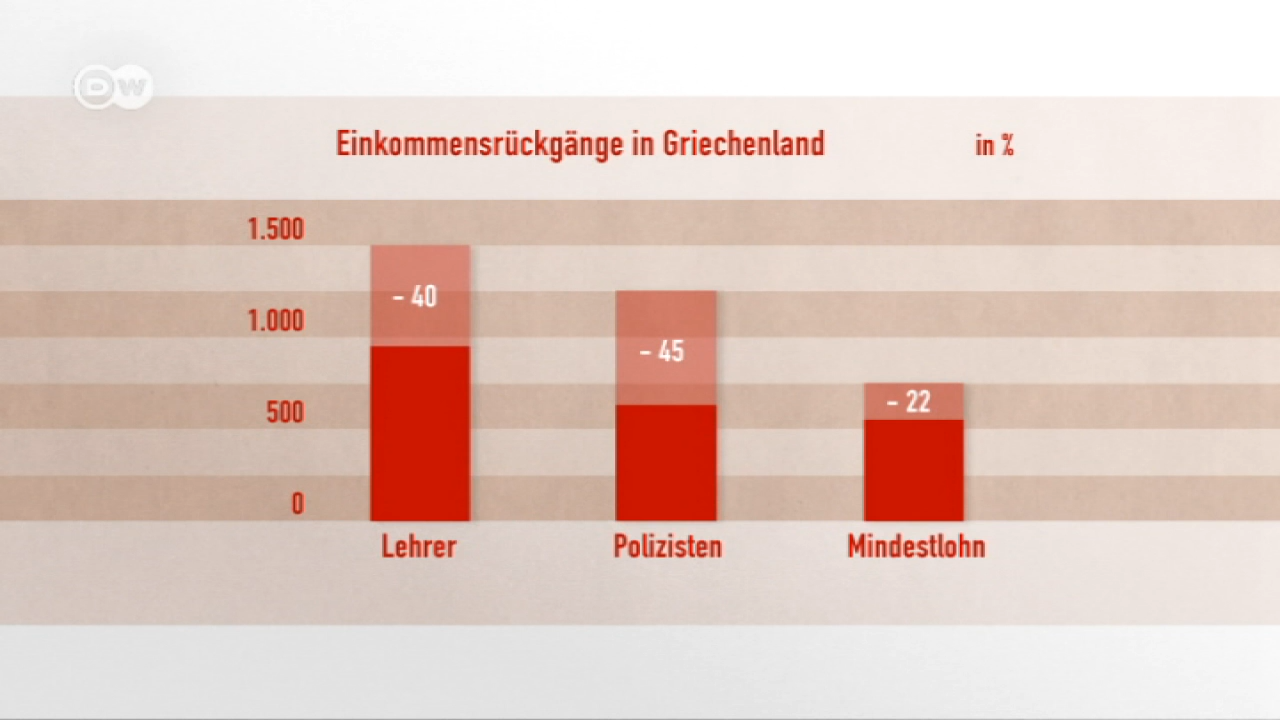 DW
Einkommensrückgänge in Griechenland
in %
1.500
1.000
500
0
- 40
- 45
- 22
Lehrer
Polizisten
Mindestlohn